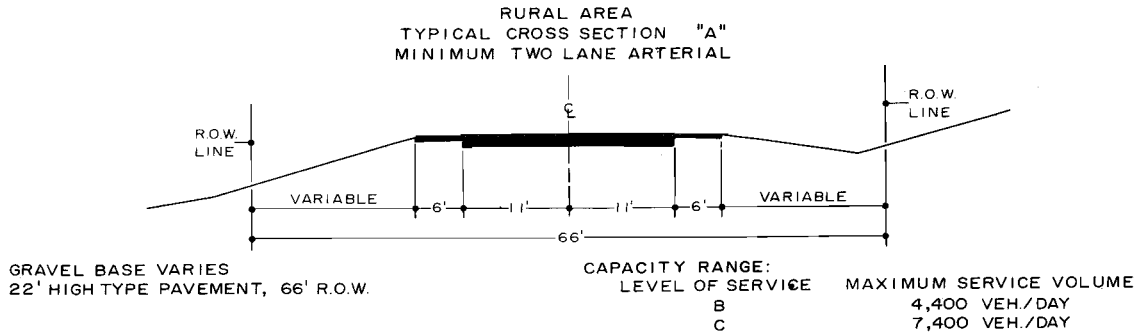 RURAL AREA
TYPICAL CROSS SECTION "A"
MINIMUM TWO LANE ARTERIAL
℄
R.O.W.
LINE
R.O.W.
LINE
VARIABLE
6'
11'
11'
6'
VARIABLE
66'
GRAVEL BASE VARIES
22' HIGH TYPE PAVEMENT, 66' R.O.W.
CAPACITY RANGE:
LEVEL OF SERVICE MAXIMUM SERVICE VOLUME
B 4,400 VEH./DAY
C 7,400 VEH./DAY